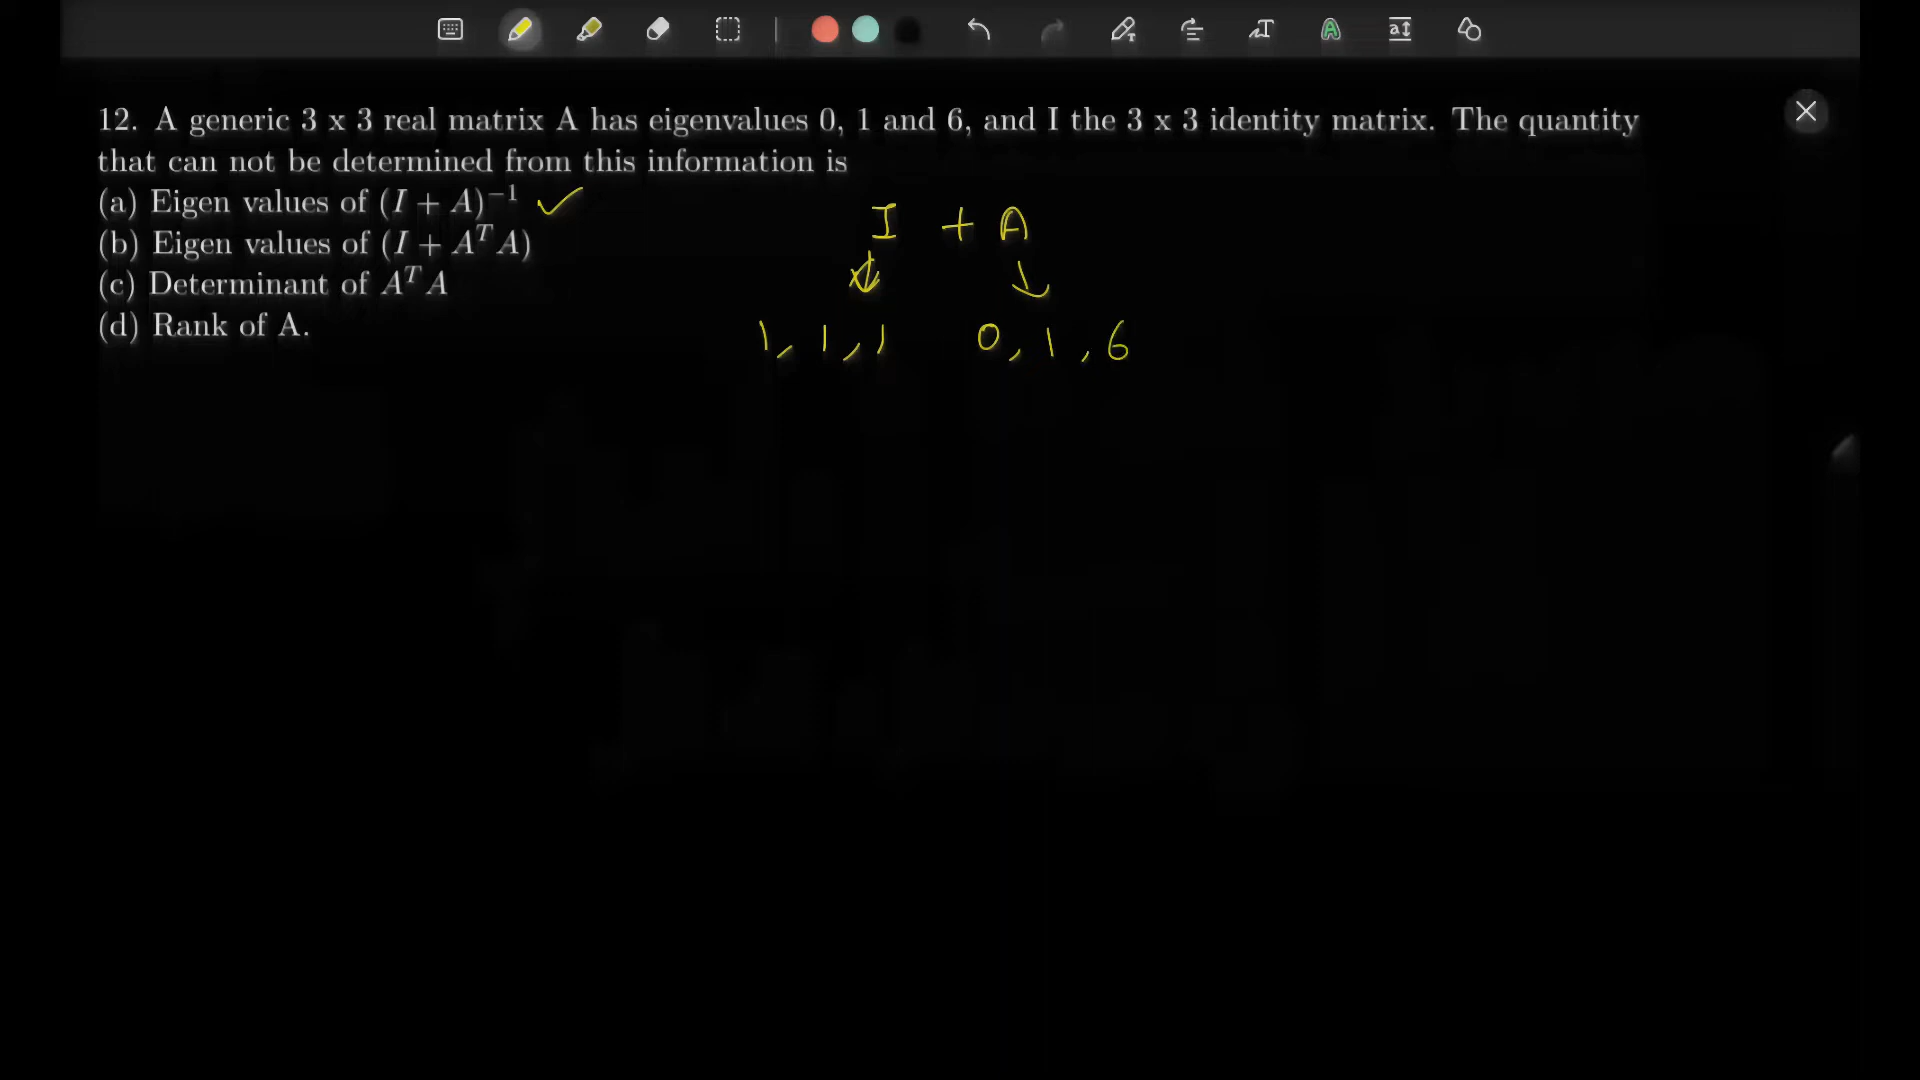 12. A generic 3 x 3 real matrix A has eigenvalues 0, 1 and 6, and I the 3 x 3 identity matrix. The quantity
that can not be determined from this information is
(a) Eigen values of (I + A)⁻¹ ✓
(b) Eigen values of (I + AᵀA)
(c) Determinant of AᵀA
(d) Rank of A.
I + A
↓ ↓
1, 1, 1 0, 1, 6